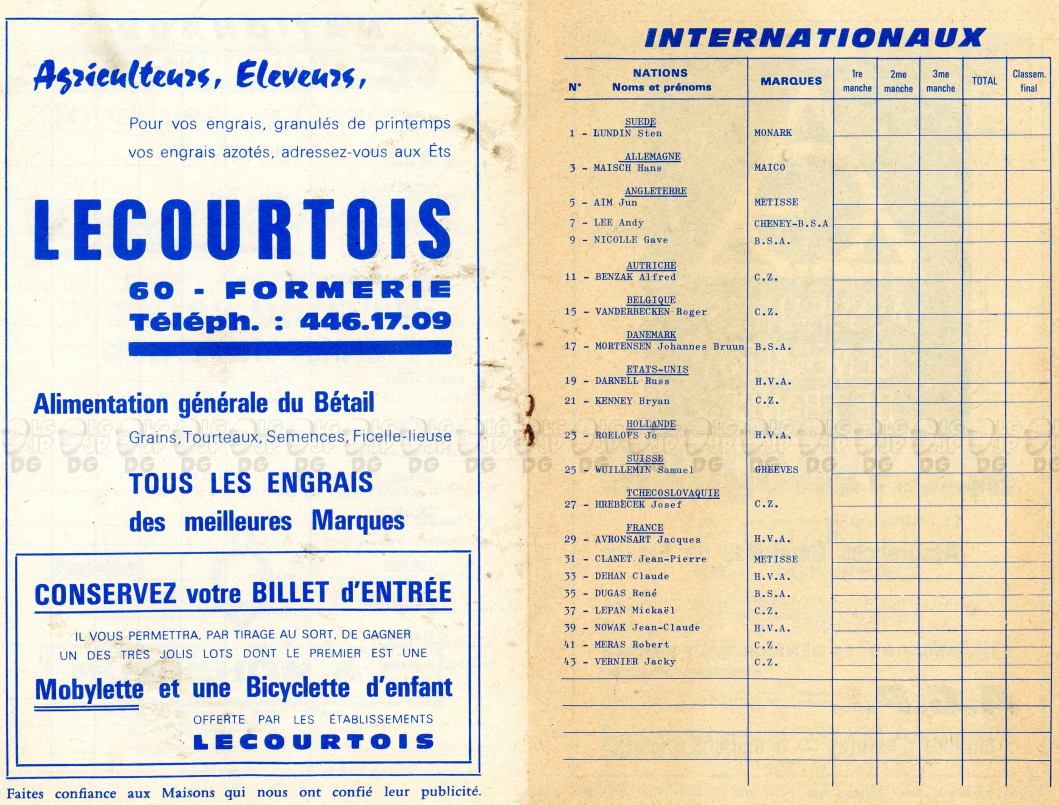 Agriculteurs, Eleveurs,
Pour vos engrais, granulés de printemps
vos engrais azotés, adressez-vous aux Éts
LECOURTOIS
60 - FORMERIE
Téléph. : 446.17.09
Alimentation générale du Bétail
Grains, Tourteaux, Semences, Ficelle-lieuse
TOUS LES ENGRAIS
des meilleures Marques
CONSERVEZ votre BILLET d'ENTRÉE
IL VOUS PERMETTRA, PAR TIRAGE AU SORT, DE GAGNER
UN DES TRÈS JOLIS LOTS DONT LE PREMIER EST UNE
Mobylette et une Bicyclette d'enfant
OFFERTE PAR LES ÉTABLISSEMENTS
LECOURTOIS
Faites confiance aux Maisons qui nous ont confié leur publicité.
INTERNATIONAUX
N° NATIONS Noms et prénoms MARQUES 1re manche 2me manche 3me manche TOTAL Classem. final
SUEDE
1 - LUNDIN Sten MONARK
ALLEMAGNE
3 - MAISCH Hans MAICO
ANGLETERRE
5 - AIM Jun METISSE
7 - LEE Andy CHENEY-B.S.A
9 - NICOLLE Gave B.S.A.
AUTRICHE
11 - BENZAK Alfred C.Z.
BELGIQUE
15 - VANDERBECKEN Roger C.Z.
DANEMARK
17 - MORTENSEN Johannes Bruun B.S.A.
ETATS-UNIS
19 - DARNELL Russ H.V.A.
21 - KENNEY Bryan C.Z.
HOLLANDE
23 - ROELOFS Jo H.V.A.
SUISSE
25 - WUILLEMIN Samuel GREEVES
TCHECOSLOVAQUIE
27 - HREBECEK Josef C.Z.
FRANCE
29 - AVRONSART Jacques H.V.A.
31 - CLANET Jean-Pierre METISSE
33 - DEHAN Claude H.V.A.
35 - DUGAS René B.S.A.
37 - LEPAN Mickaël C.Z.
39 - NOWAK Jean-Claude H.V.A.
41 - MERAS Robert C.Z.
43 - VERNIER Jacky C.Z.